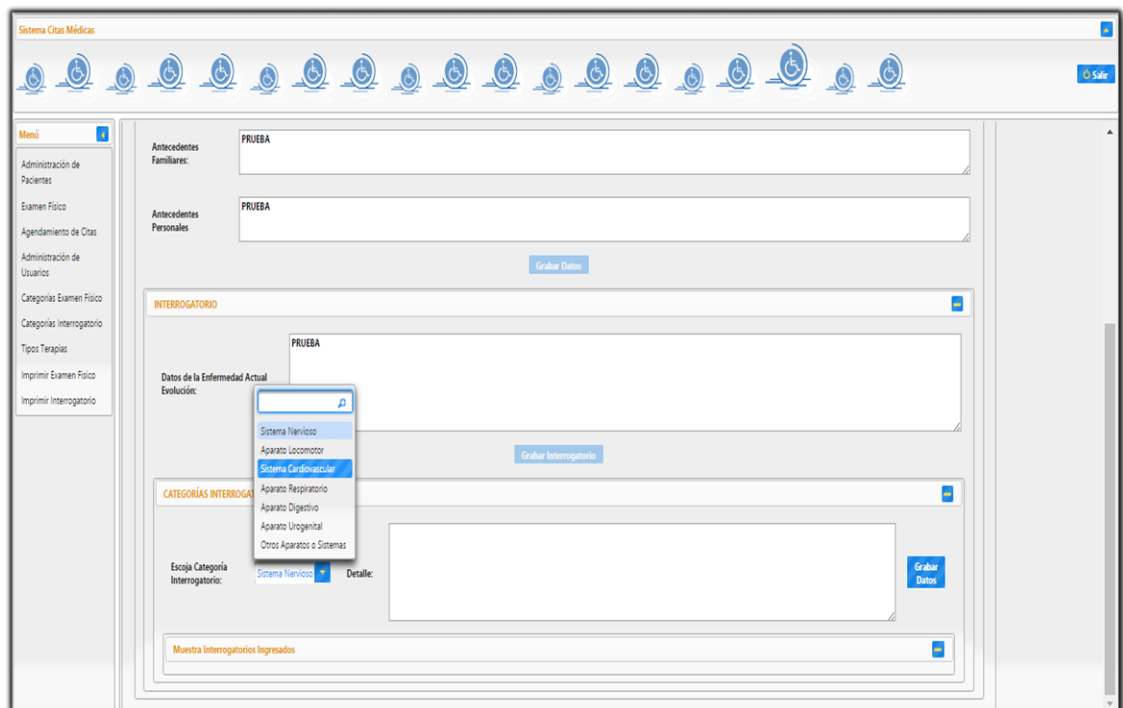 Sistema Citas Médicas
Salir
Menú
Administración de
Pacientes
Examen Físico
Agendamiento de Citas
Administración de
Usuarios
Categorías Examen Físico
Categorías Interrogatorio
Tipos Terapias
Imprimir Examen Fisico
Imprimir Interrogatorio
Antecedentes
Familiares:
PRUEBA
Antecedentes
Personales
PRUEBA
Grabar Datos
INTERROGATORIO
Datos de la Enfermedad Actual
Evolución:
PRUEBA
Grabar Interrogatorio
Sistema Nervioso
Aparato Locomotor
Sistema Cardiovascular
Aparato Respiratorio
Aparato Digestivo
Aparato Urogenital
Otros Aparatos o Sistemas
CATEGORÍAS INTERROGAT
Escoja Categoría
Interrogatorio:
Sistema Nervioso
Detalle:
Grabar
Datos
Muestra Interrogatorios Ingresados